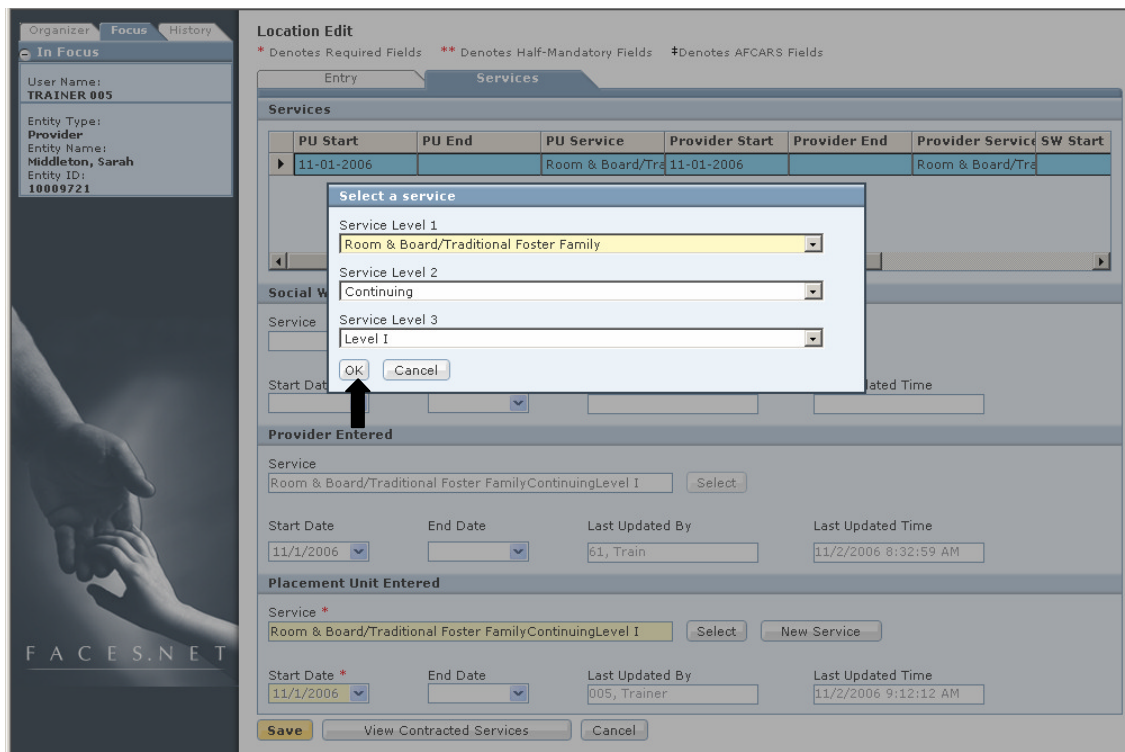 Organizer Focus History
In Focus
User Name:
TRAINER 005
Entity Type:
Provider
Entity Name:
Middleton, Sarah
Entity ID:
10009721
FACES.NET
Location Edit
* Denotes Required Fields ** Denotes Half-Mandatory Fields ‡Denotes AFCARS Fields
Entry Services
Services
PU Start PU End PU Service Provider Start Provider End Provider Service SW Start
11-01-2006 Room & Board/Tra 11-01-2006 Room & Board/Tra
Select a service
Service Level 1
Room & Board/Traditional Foster Family
Service Level 2
Continuing
Service Level 3
Level I
OK Cancel
Social W
Service
Start Dat lated Time
Provider Entered
Service
Room & Board/Traditional Foster FamilyContinuingLevel I Select
Start Date End Date Last Updated By Last Updated Time
11/1/2006 61, Train 11/2/2006 8:32:59 AM
Placement Unit Entered
Service *
Room & Board/Traditional Foster FamilyContinuingLevel I Select New Service
Start Date * End Date Last Updated By Last Updated Time
11/1/2006 005, Trainer 11/2/2006 9:12:12 AM
Save View Contracted Services Cancel